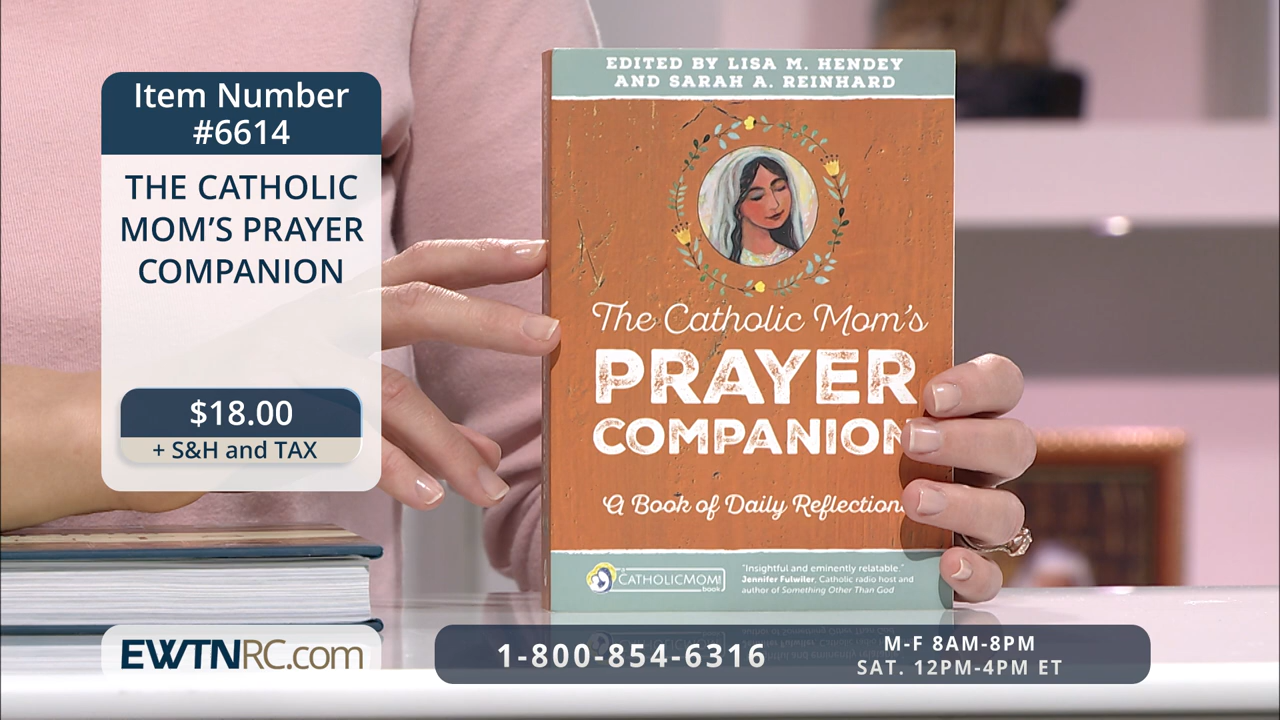 Item Number
#6614
THE CATHOLIC
MOM'S PRAYER
COMPANION
$18.00
+ S&H and TAX
EDITED BY LISA M. HENDEY
AND SARAH A. REINHARD
The Catholic Mom's
PRAYER
COMPANION
A Book of Daily Reflection
CATHOLICMOM!
book
"Insightful and eminently relatable."
Jennifer Fulwiler, Catholic radio host and
author of Something Other Than God
EWTNRC.com
1-800-854-6316
M-F 8AM-8PM
SAT. 12PM-4PM ET